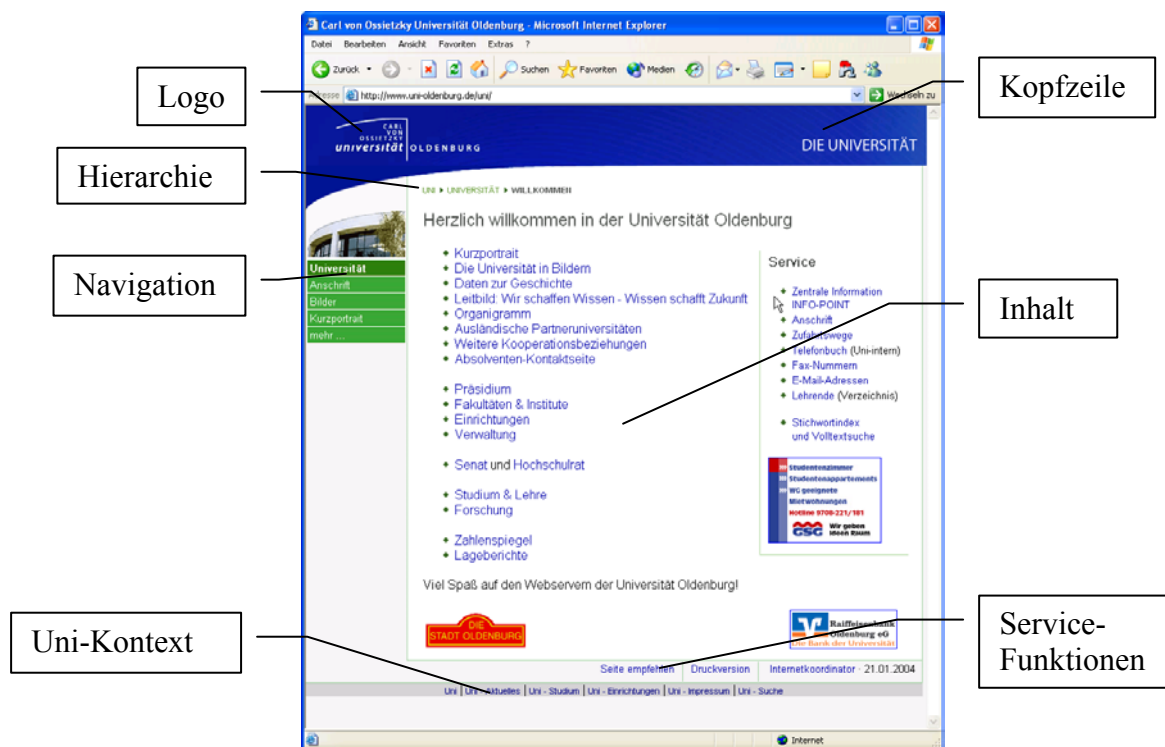 Carl von Ossietzky Universität Oldenburg - Microsoft Internet Explorer
Datei Bearbeiten Ansicht Favoriten Extras ?
Zurück Suchen Favoriten Medien
Adresse http://www.uni-oldenburg.de/uni/ Wechseln zu
Logo
Kopfzeile
CARL
VON
OSSIETZKY
universität OLDENBURG
DIE UNIVERSITÄT
Hierarchie
UNI UNIVERSITÄT WILLKOMMEN
Herzlich willkommen in der Universität Oldenburg
Navigation
Universität
Anschrift
Bilder
Kurzportrait
mehr ...
Kurzportrait
Die Universität in Bildern
Daten zur Geschichte
Leitbild: Wir schaffen Wissen - Wissen schafft Zukunft
Organigramm
Ausländische Partneruniversitäten
Weitere Kooperationsbeziehungen
Absolventen-Kontaktseite
Präsidium
Fakultäten & Institute
Einrichtungen
Verwaltung
Senat und Hochschulrat
Studium & Lehre
Forschung
Zahlenspiegel
Lageberichte
Service
Zentrale Information
INFO-POINT
Anschrift
Zufahrtswege
Telefonbuch (Uni-intern)
Fax-Nummern
E-Mail-Adressen
Lehrende (Verzeichnis)
Stichwortindex
und Volltextsuche
Inhalt
Studentenzimmer
Studentenappartements
WG geeignete
Mietwohnungen
Hotline 9708-221/181
GSG Wir geben
Ideen Raum
Viel Spaß auf den Webservern der Universität Oldenburg!
DIE
STADT OLDENBURG
Raiffeisenbank
Oldenburg eG
Die Bank der Universität
Uni-Kontext
Service-
Funktionen
Seite empfehlen Druckversion Internetkoordinator - 21.01.2004
Uni | Uni - Aktuelles | Uni - Studium | Uni - Einrichtungen | Uni - Impressum | Uni - Suche
Internet